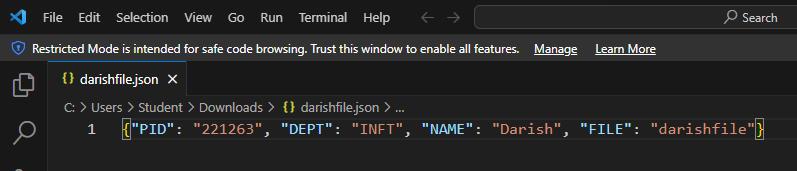 File Edit Selection View Go Run Terminal Help Search
Restricted Mode is intended for safe code browsing. Trust this window to enable all features. Manage Learn More
{} darishfile.json ×
C: > Users > Student > Downloads > {} darishfile.json > ...
1 {"PID": "221263", "DEPT": "INFT", "NAME": "Darish", "FILE": "darishfile"}